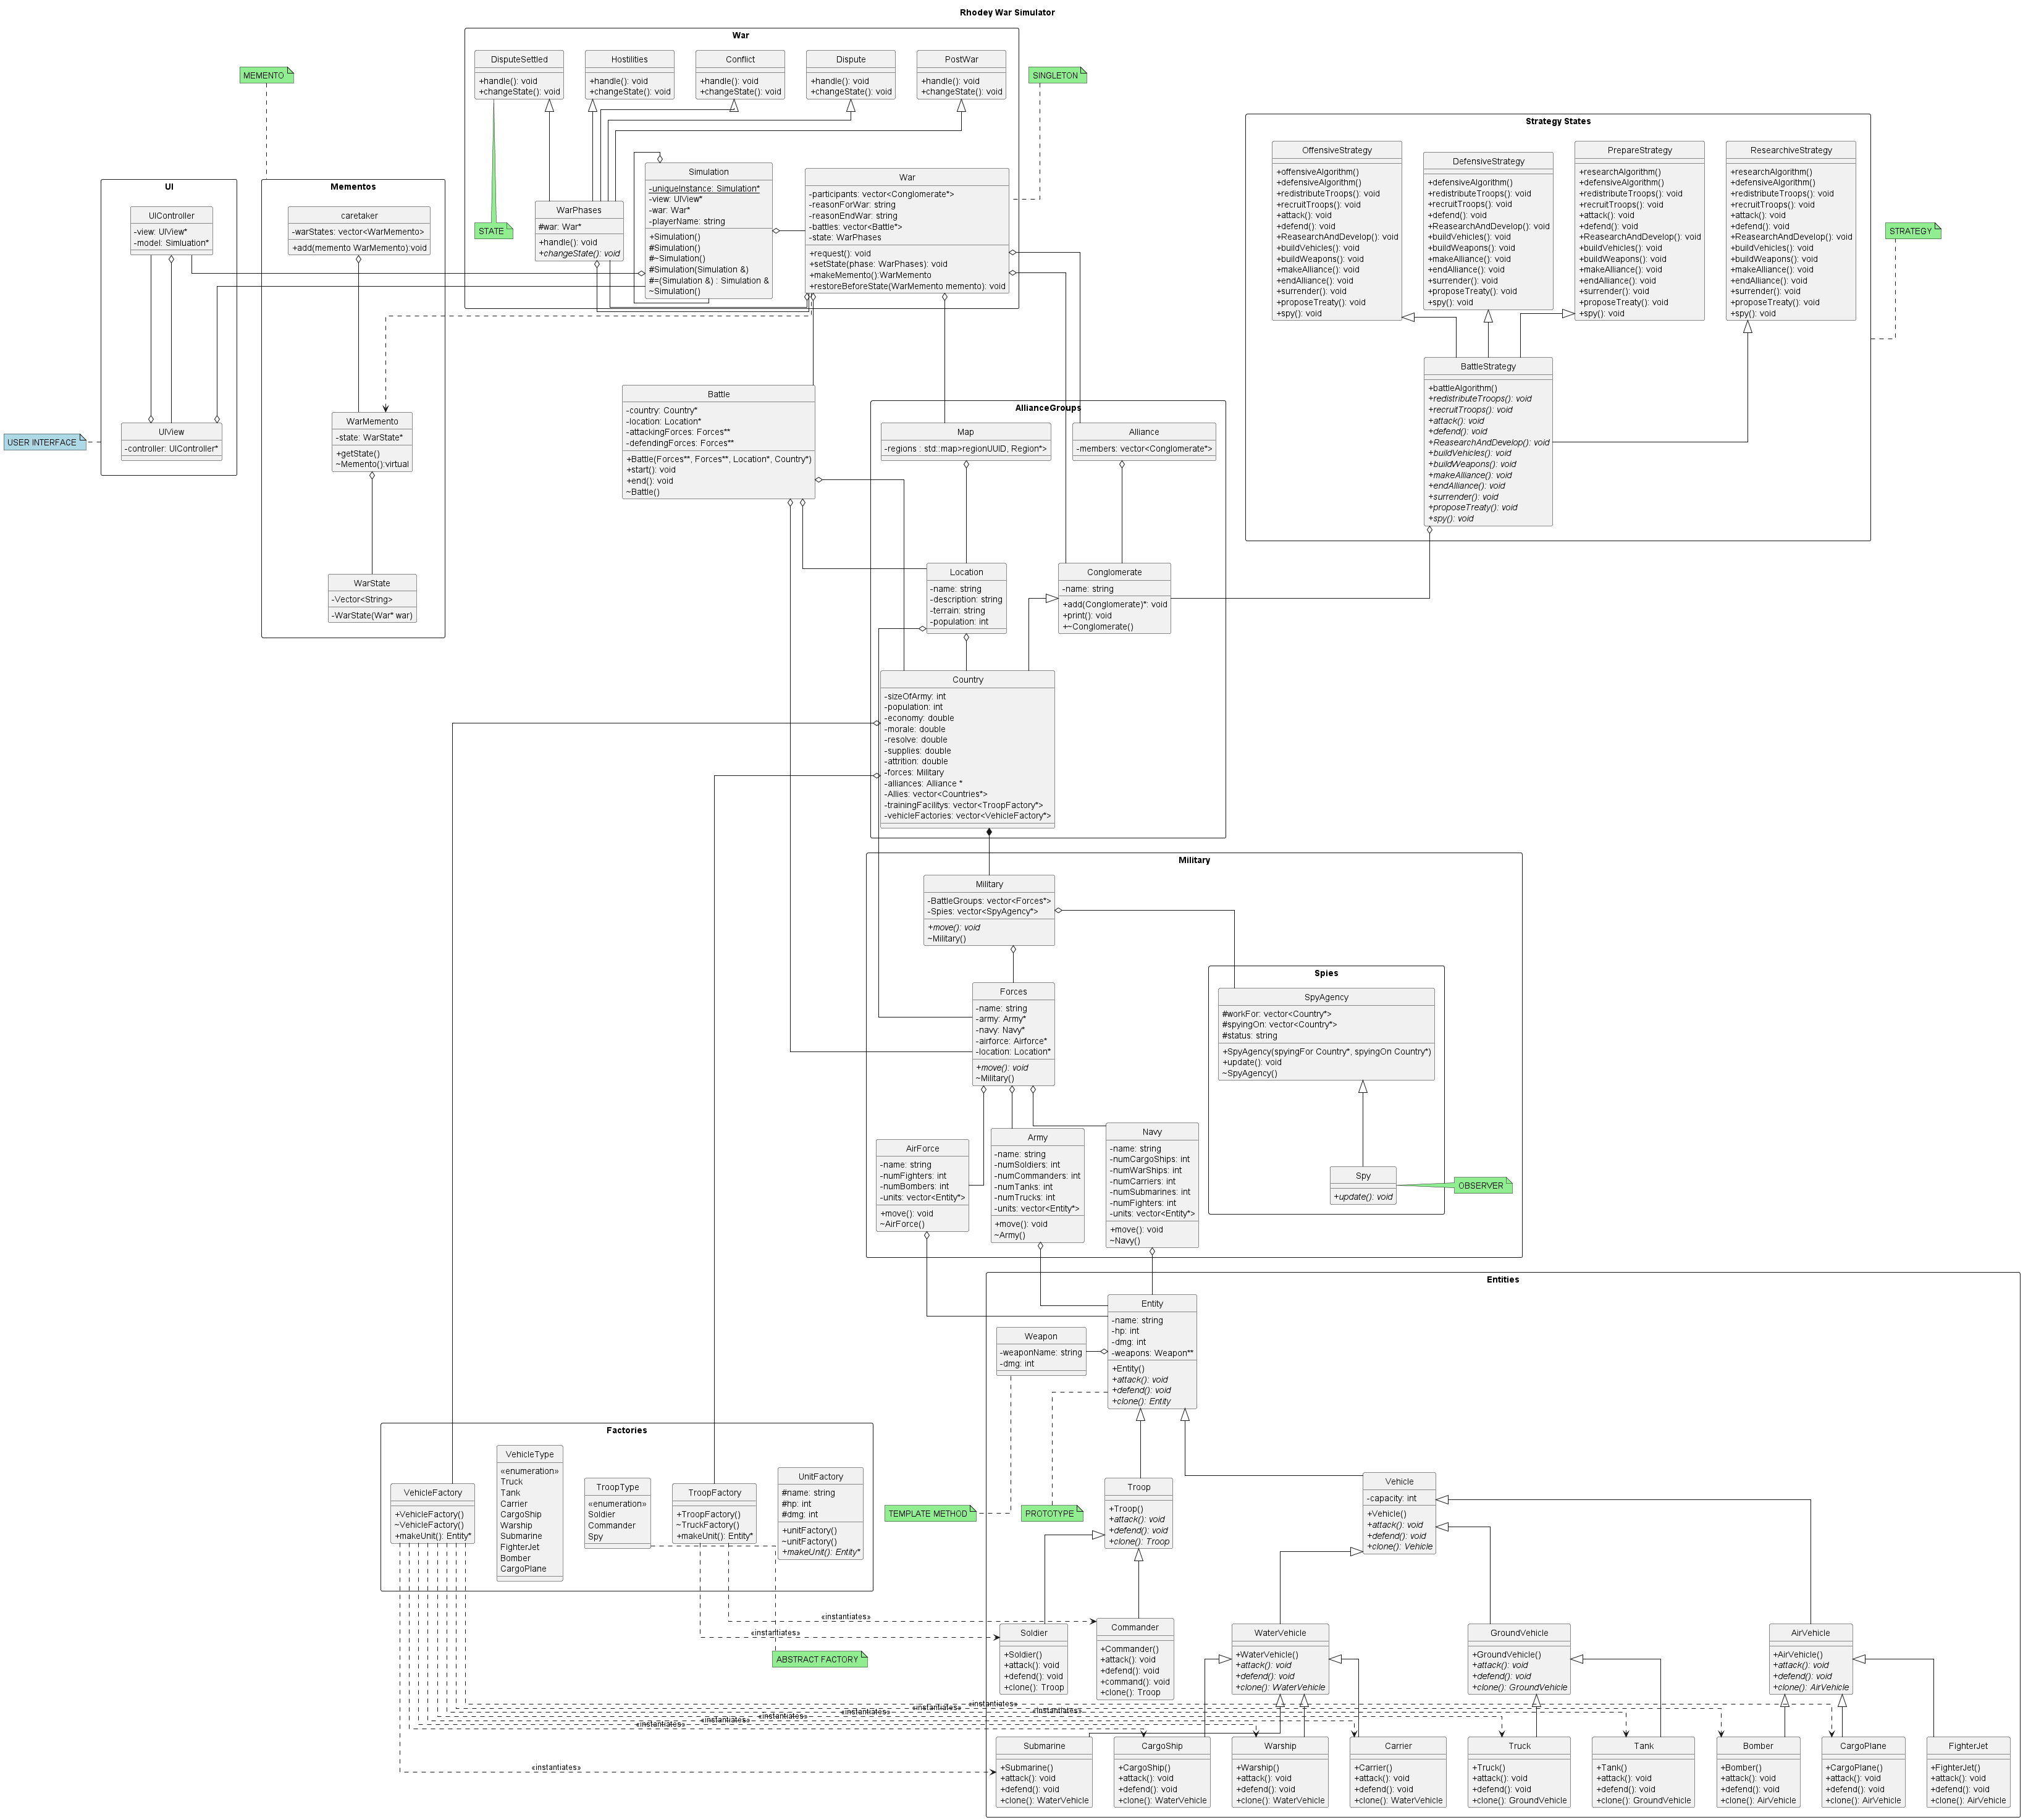 Rhodey War Simulator
War
DisputeSettled
+handle(): void
+changeState(): void
Hostilities
+handle(): void
+changeState(): void
Conflict
+handle(): void
+changeState(): void
Dispute
+handle(): void
+changeState(): void
PostWar
+handle(): void
+changeState(): void
MEMENTO
SINGLETON
STATE
WarPhases
#war: War*
+handle(): void
+changeState(): void
Simulation
-uniqueInstance: Simulation*
-view: UIView*
-war: War*
-playerName: string
+Simulation()
#Simulation()
#~Simulation()
#Simulation(Simulation &)
#=(Simulation &) : Simulation &
~Simulation()
War
-participants: vector<Conglomerate*>
-reasonForWar: string
-reasonEndWar: string
-battles: vector<Battle*>
-state: WarPhases
+request(): void
+setState(phase: WarPhases): void
+makeMemento():WarMemento
+restoreBeforeState(WarMemento memento): void
Strategy States
OffensiveStrategy
+offensiveAlgorithm()
+defensiveAlgorithm()
+redistributeTroops(): void
+recruitTroops(): void
+attack(): void
+defend(): void
+ReasearchAndDevelop(): void
+buildVehicles(): void
+buildWeapons(): void
+makeAlliance(): void
+endAlliance(): void
+surrender(): void
+proposeTreaty(): void
+spy(): void
DefensiveStrategy
+defensiveAlgorithm()
+redistributeTroops(): void
+recruitTroops(): void
+defend(): void
+ReasearchAndDevelop(): void
+buildVehicles(): void
+buildWeapons(): void
+makeAlliance(): void
+endAlliance(): void
+surrender(): void
+proposeTreaty(): void
+spy(): void
PrepareStrategy
+researchAlgorithm()
+defensiveAlgorithm()
+redistributeTroops(): void
+recruitTroops(): void
+attack(): void
+defend(): void
+ReasearchAndDevelop(): void
+buildVehicles(): void
+buildWeapons(): void
+makeAlliance(): void
+endAlliance(): void
+surrender(): void
+proposeTreaty(): void
+spy(): void
ResearchiveStrategy
+researchAlgorithm()
+defensiveAlgorithm()
+redistributeTroops(): void
+recruitTroops(): void
+attack(): void
+defend(): void
+ReasearchAndDevelop(): void
+buildVehicles(): void
+buildWeapons(): void
+makeAlliance(): void
+endAlliance(): void
+surrender(): void
+proposeTreaty(): void
+spy(): void
STRATEGY
BattleStrategy
+battleAlgorithm()
+redistributeTroops(): void
+recruitTroops(): void
+attack(): void
+defend(): void
+ReasearchAndDevelop(): void
+buildVehicles(): void
+buildWeapons(): void
+makeAlliance(): void
+endAlliance(): void
+surrender(): void
+proposeTreaty(): void
+spy(): void
UI
UIController
-view: UIView*
-model: Simluation*
UIView
-controller: UIController*
USER INTERFACE
Mementos
caretaker
-warStates: vector<WarMemento>
+add(memento WarMemento):void
WarMemento
-state: WarState*
+getState()
~Memento():virtual
WarState
-Vector<String>
-WarState(War* war)
Battle
-country: Country*
-location: Location*
-attackingForces: Forces**
-defendingForces: Forces**
+Battle(Forces**, Forces**, Location*, Country*)
+start(): void
+end(): void
~Battle()
AllianceGroups
Map
-regions : std::map>regionUUID, Region*>
Alliance
-members: vector<Conglomerate*>
Location
-name: string
-description: string
-terrain: string
-population: int
Conglomerate
-name: string
+add(Conglomerate)*: void
+print(): void
+~Conglomerate()
Country
-sizeOfArmy: int
-population: int
-economy: double
-morale: double
-resolve: double
-supplies: double
-attrition: double
-forces: Military
-alliances: Alliance *
-Allies: vector<Countries*>
-trainingFacilitys: vector<TroopFactory*>
-vehicleFactories: vector<VehicleFactory*>
Military
Military
-BattleGroups: vector<Forces*>
-Spies: vector<SpyAgency*>
+move(): void
~Military()
Forces
-name: string
-army: Army*
-navy: Navy*
-airforce: Airforce*
-location: Location*
+move(): void
~Military()
Spies
SpyAgency
#workFor: vector<Country*>
#spyingOn: vector<Country*>
#status: string
+SpyAgency(spyingFor Country*, spyingOn Country*)
+update(): void
~SpyAgency()
Spy
+update(): void
OBSERVER
AirForce
-name: string
-numFighters: int
-numBombers: int
-units: vector<Entity*>
+move(): void
~AirForce()
Army
-name: string
-numSoldiers: int
-numCommanders: int
-numTanks: int
-numTrucks: int
-units: vector<Entity*>
+move(): void
~Army()
Navy
-name: string
-numCargoShips: int
-numWarShips: int
-numCarriers: int
-numSubmarines: int
-numFighters: int
-units: vector<Entity*>
+move(): void
~Navy()
Entities
Entity
-name: string
-hp: int
-dmg: int
-weapons: Weapon**
+Entity()
+attack(): void
+defend(): void
+clone(): Entity
Weapon
-weaponName: string
-dmg: int
TEMPLATE METHOD
PROTOTYPE
Factories
VehicleFactory
+VehicleFactory()
~VehicleFactory()
+makeUnit(): Entity*
VehicleType
«enumeration»
Truck
Tank
Carrier
CargoShip
Warship
Submarine
FighterJet
Bomber
CargoPlane
TroopType
«enumeration»
Soldier
Commander
Spy
TroopFactory
+TroopFactory()
~TruckFactory()
+makeUnit(): Entity*
UnitFactory
#name: string
#hp: int
#dmg: int
+unitFactory()
~unitFactory()
+makeUnit(): Entity*
ABSTRACT FACTORY
Troop
+Troop()
+attack(): void
+defend(): void
+clone(): Troop
Vehicle
-capacity: int
+Vehicle()
+attack(): void
+defend(): void
+clone(): Vehicle
«instantiates»
«instantiates»
Soldier
+Soldier()
+attack(): void
+defend(): void
+clone(): Troop
Commander
+Commander()
+attack(): void
+defend(): void
+command(): void
+clone(): Troop
WaterVehicle
+WaterVehicle()
+attack(): void
+defend(): void
+clone(): WaterVehicle
GroundVehicle
+GroundVehicle()
+attack(): void
+defend(): void
+clone(): GroundVehicle
AirVehicle
+AirVehicle()
+attack(): void
+defend(): void
+clone(): AirVehicle
«instantiates»
«instantiates»
«instantiates»
«instantiates»
«instantiates»
«instantiates»
«instantiates»
Submarine
+Submarine()
+attack(): void
+defend(): void
+clone(): WaterVehicle
CargoShip
+CargoShip()
+attack(): void
+defend(): void
+clone(): WaterVehicle
Warship
+Warship()
+attack(): void
+defend(): void
+clone(): WaterVehicle
Carrier
+Carrier()
+attack(): void
+defend(): void
+clone(): WaterVehicle
Truck
+Truck()
+attack(): void
+defend(): void
+clone(): GroundVehicle
Tank
+Tank()
+attack(): void
+defend(): void
+clone(): GroundVehicle
Bomber
+Bomber()
+attack(): void
+defend(): void
+clone(): AirVehicle
CargoPlane
+CargoPlane()
+attack(): void
+defend(): void
+clone(): AirVehicle
FighterJet
+FighterJet()
+attack(): void
+defend(): void
+clone(): AirVehicle